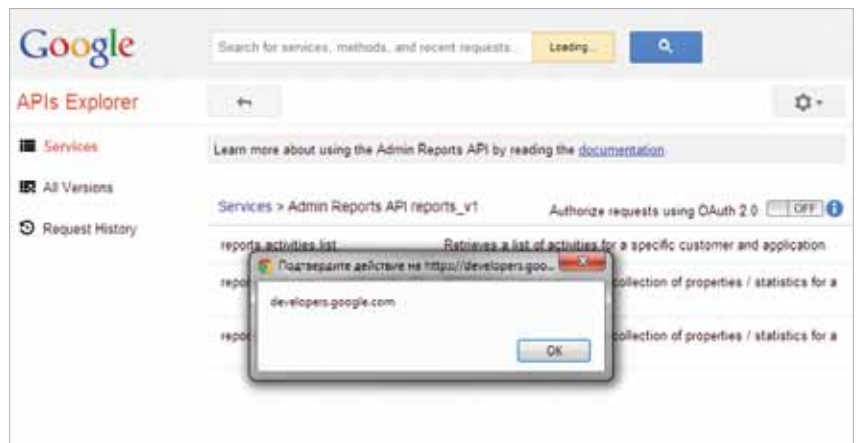 Google
Search for services, methods, and recent requests...
Loading...
APIs Explorer
Services
All Versions
Request History
Learn more about using the Admin Reports API by reading the documentation.
Services > Admin Reports API reports_v1
Authorize requests using OAuth 2.0
OFF
reports.activities.list
Retrieves a list of activities for a specific customer and application.
repor
collection of properties / statistics for a
repor
collection of properties / statistics for a
Подтвердите действие на https://developers.goo...
developers.google.com
OK